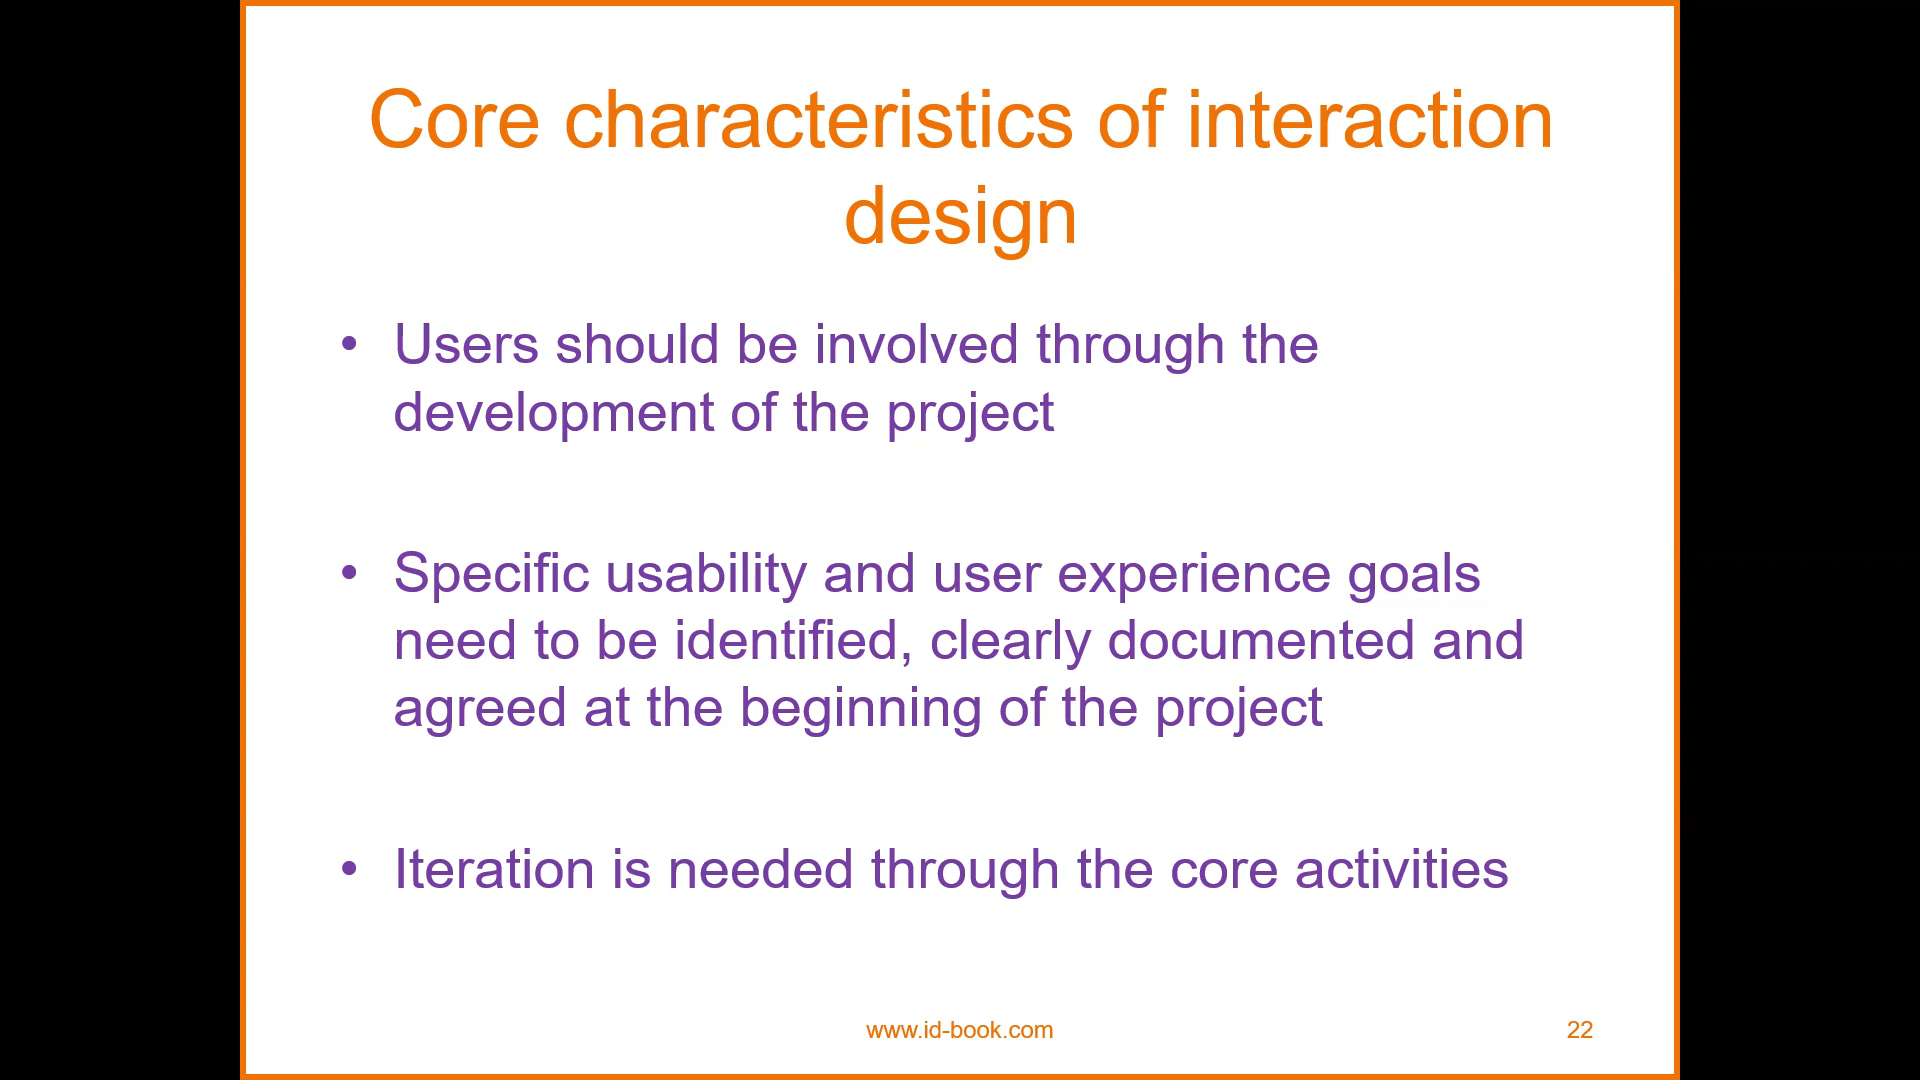 Core characteristics of interaction
design
• Users should be involved through the
development of the project
• Specific usability and user experience goals
need to be identified, clearly documented and
agreed at the beginning of the project
• Iteration is needed through the core activities
www.id-book.com
22